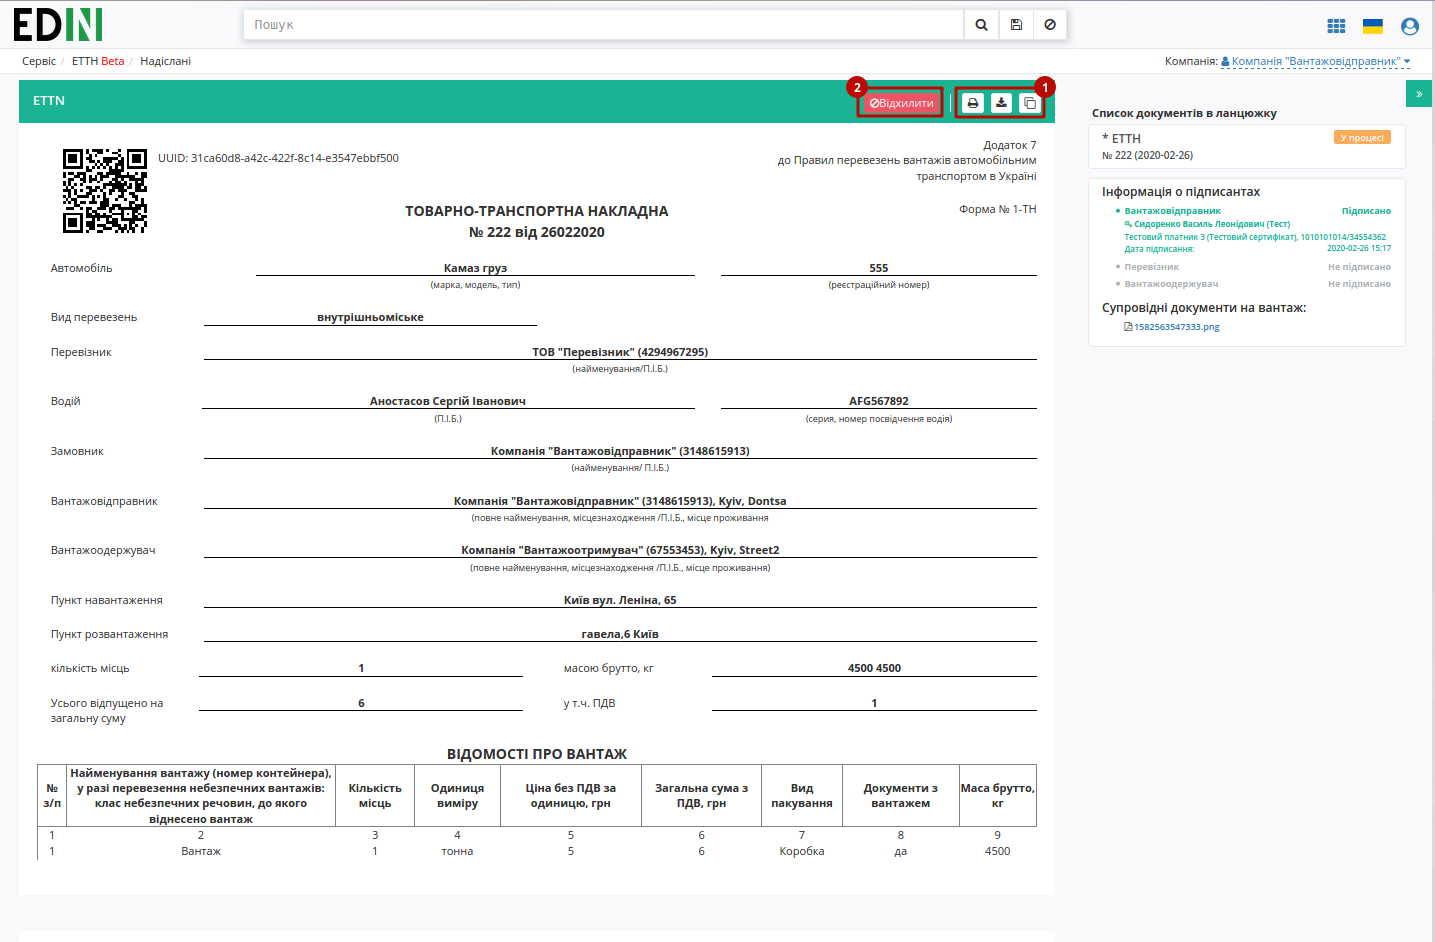 EDIN
Пошук
Сервіс / ЕТТН Beta / Надіслані
Компанія: Компанія "Вантажовідправник"
ETTN
2
Відхилити
1
»
UUID: 31ca60d8-a42c-422f-8c14-e3547ebbf500
Додаток 7
до Правил перевезень вантажів автомобільним
транспортом в Україні
Форма № 1-ТН
ТОВАРНО-ТРАНСПОРТНА НАКЛАДНА
№ 222 від 26022020
Автомобіль
Камаз груз
555
(марка, модель, тип)
(реєстраційний номер)
Вид перевезень
внутрішньоміське
Перевізник
ТОВ "Перевізник" (4294967295)
(найменування/П.І.Б.)
Водій
Аностасов Сергій Іванович
AFG567892
(П.І.Б.)
(серия, номер посвідчення водія)
Замовник
Компанія "Вантажовідправник" (3148615913)
(найменування/ П.І.Б.)
Вантажовідправник
Компанія "Вантажовідправник" (3148615913), Kyiv, Dontsa
(повне найменування, місцезнаходження /П.І.Б., місце проживання
Вантажоодержувач
Компанія "Вантажоотримувач" (67553453), Kyiv, Street2
(повне найменування, місцезнаходження /П.І.Б., місце проживання)
Пункт навантаження
Київ вул. Леніна, 65
Пункт розвантаження
гавела,6 Київ
кількість місць
1
масою брутто, кг
4500 4500
Усього відпущено на
загальну суму
6
у т.ч. ПДВ
1
ВІДОМОСТІ ПРО ВАНТАЖ
№
з/п
Найменування вантажу (номер контейнера),
у разі перевезення небезпечних вантажів:
клас небезпечних речовин, до якого
віднесено вантаж
Кількість
місць
Одиниця
виміру
Ціна без ПДВ за
одиницю, грн
Загальна сума з
ПДВ, грн
Вид
пакування
Документи з
вантажем
Маса брутто,
кг
1 2 3 4 5 6 7 8 9
1 Вантаж 1 тонна 5 6 Коробка да 4500
Список документів в ланцюжку
* ЕТТН
У процесі
№ 222 (2020-02-26)
Інформація о підписантах
Вантажовідправник Підписано
Сидоренко Василь Леонідович (Тест)
Тестовий платник 3 (Тестовий сертифікат), 1010101014/34554362
Дата підписання: 2020-02-26 15:17
Перевізник Не підписано
Вантажоодержувач Не підписано
Супровідні документи на вантаж:
1582563547333.png